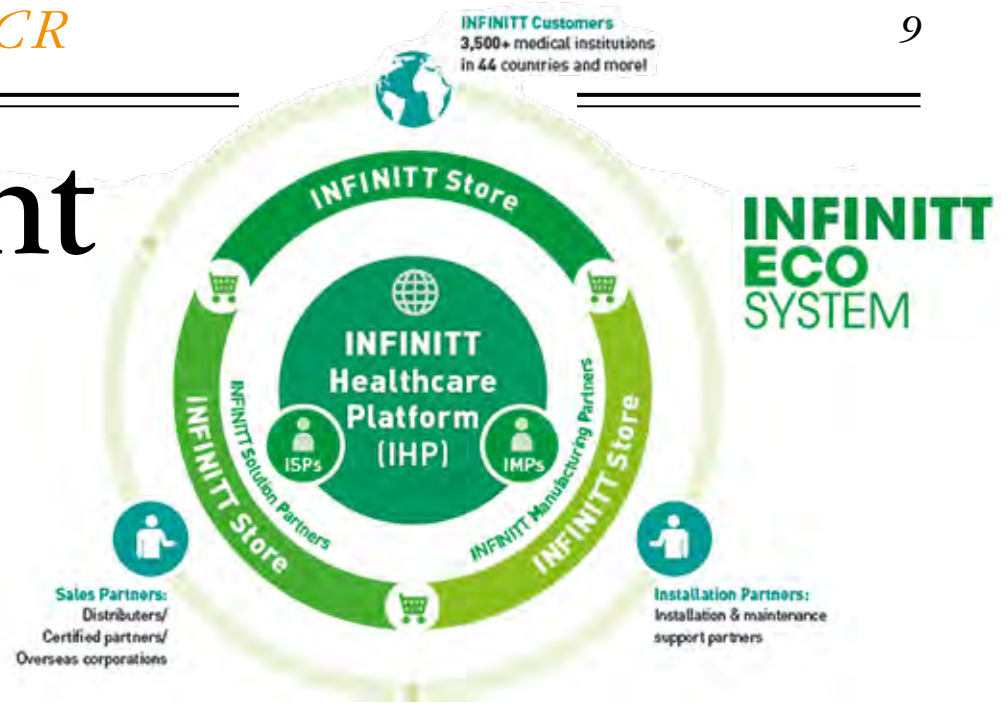 CR
9
nt
INFINITT Customers
3,500+ medical institutions
in 44 countries and more!
INFINITT Store
INFINITT
ECO
SYSTEM
INFINITT
Healthcare
Platform
(IHP)
ISPs
IMPs
INFINITT Solution Partners
INFINITT Manufacturing Partners
INFINITT Store
INFINITT Store
Sales Partners:
Distributers/
Certified partners/
Overseas corporations
Installation Partners:
Installation & maintenance
support partners